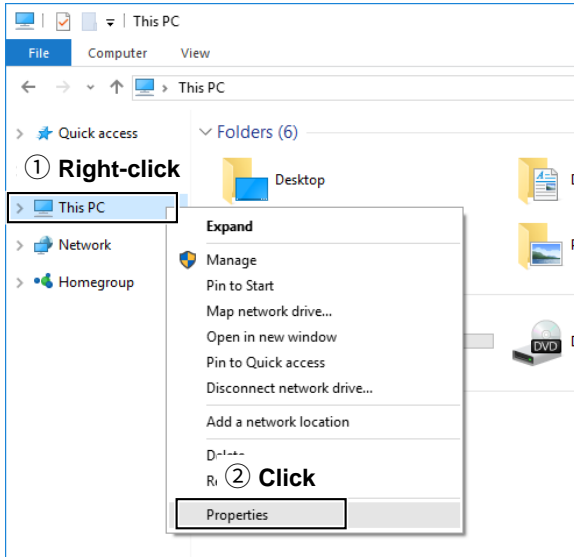 This PC
File Computer View
This PC
Quick access
Folders (6)
① Right-click
Desktop
This PC
Expand
Network
Manage
Homegroup
Pin to Start
Map network drive...
Open in new window
Pin to Quick access
DVD
Disconnect network drive...
Add a network location
② Click
Properties